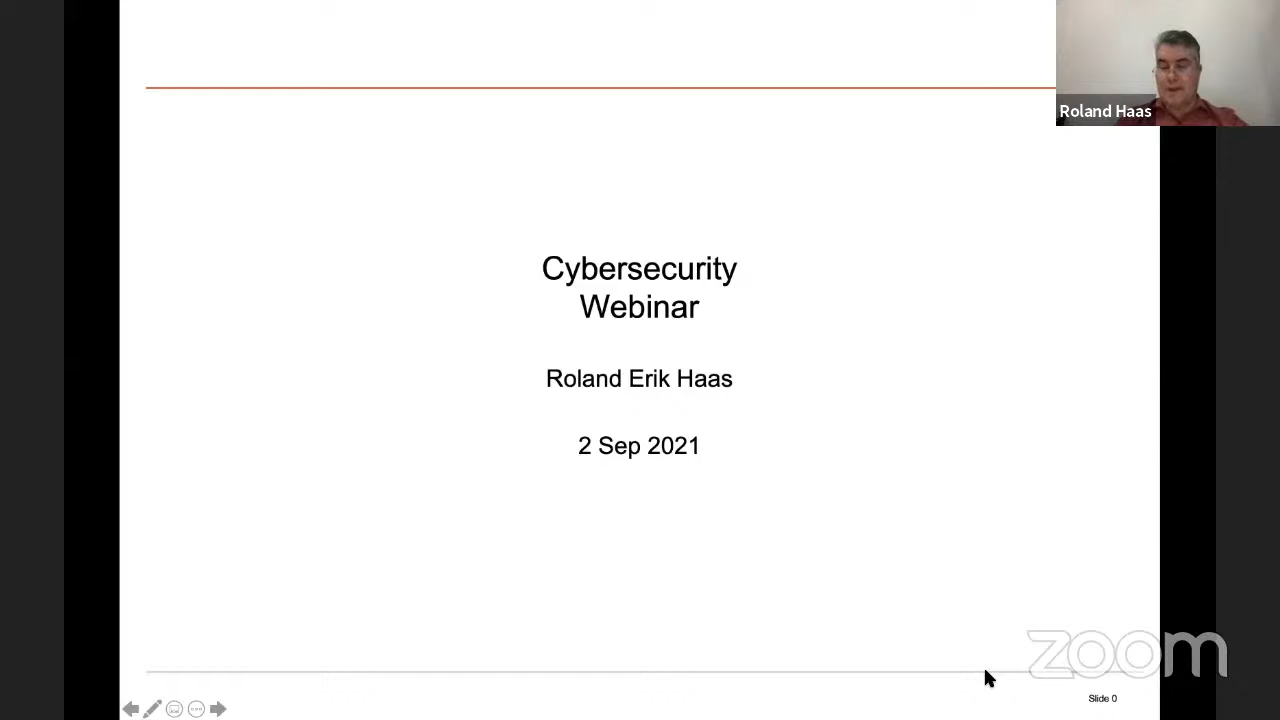 Roland Haas
Cybersecurity
Webinar
Roland Erik Haas
2 Sep 2021
zoom
Slide 0